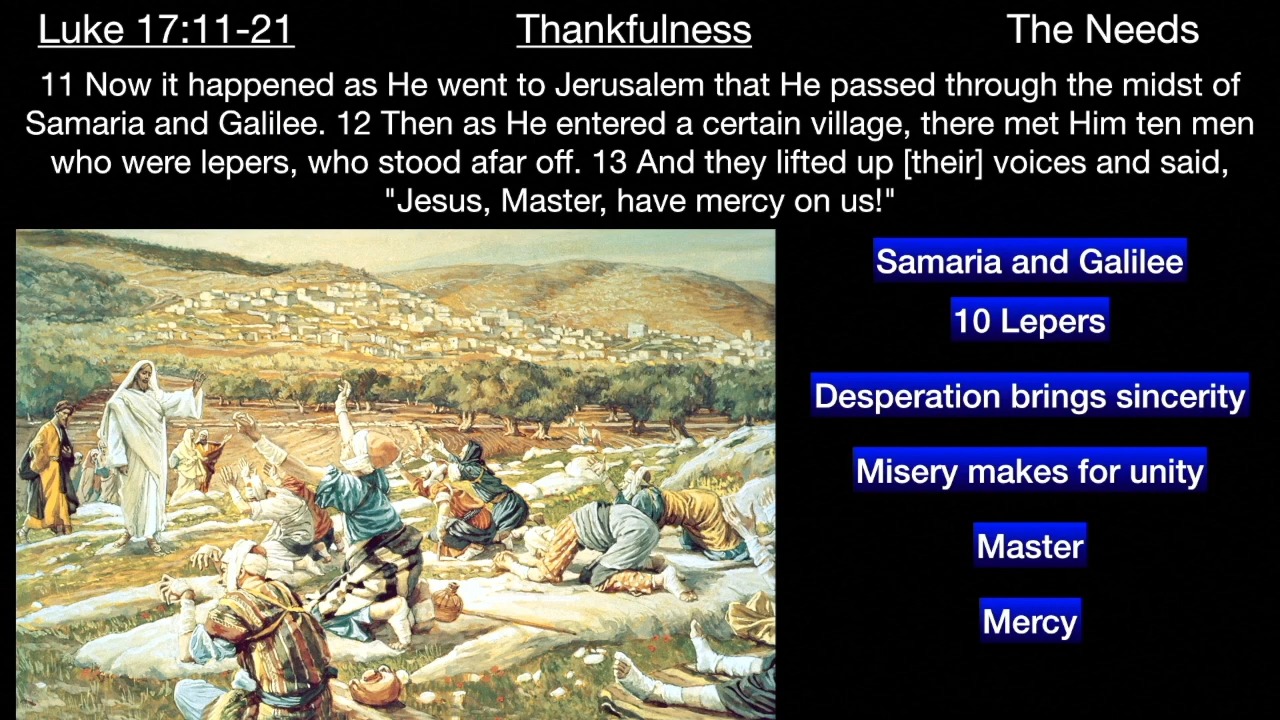 Luke 17:11-21
Thankfulness
The Needs
11 Now it happened as He went to Jerusalem that He passed through the midst of
Samaria and Galilee. 12 Then as He entered a certain village, there met Him ten men
who were lepers, who stood afar off. 13 And they lifted up [their] voices and said,
"Jesus, Master, have mercy on us!"
Samaria and Galilee
10 Lepers
Desperation brings sincerity
Misery makes for unity
Master
Mercy